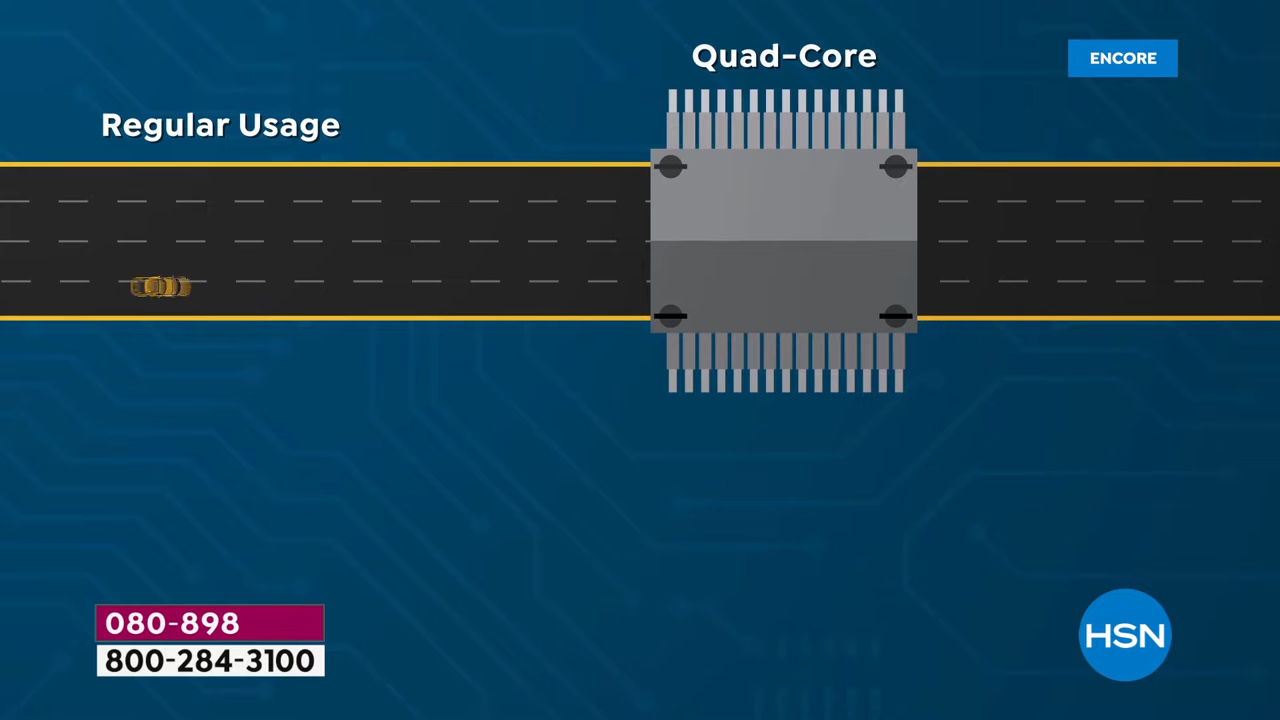 Quad-Core
ENCORE
Regular Usage
080-898
800-284-3100
HSN